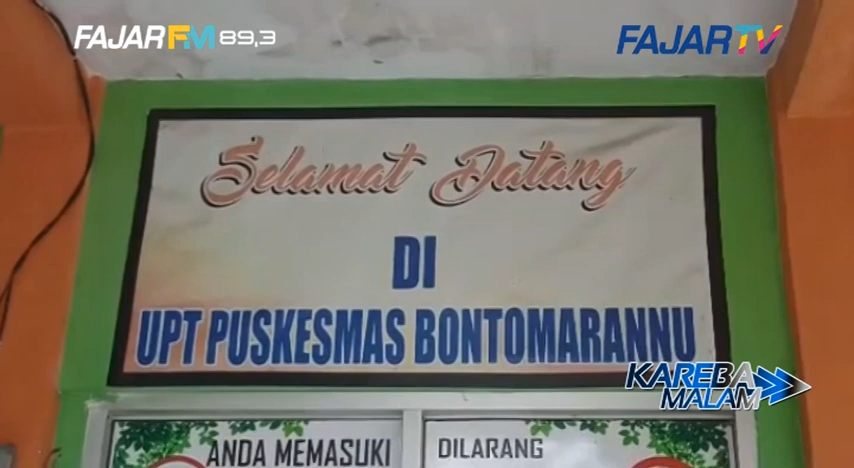 FAJAR FM 89,3
FAJAR TV
Selamat Datang
DI
UPT PUSKESMAS BONTOMARANNU
KAREBA
MALAM
ANDA MEMASUKI
DILARANG